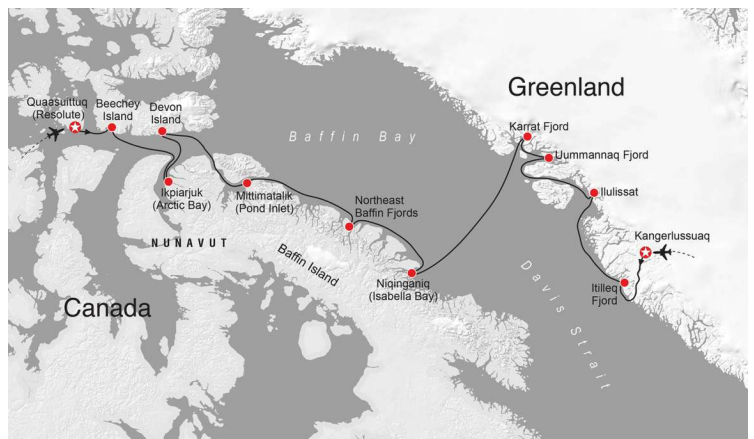 Greenland
Quaasuittuq
(Resolute)
Beechey
Island
Devon
Island
Karrat Fjord
Baffin Bay
Uummannaq Fjord
Ikpiarjuk
(Arctic Bay)
Mittimatalik
(Pond Inlet)
Northeast
Baffin Fjords
Ilulissat
Kangerlussuaq
NUNAVUT
Baffin Island
Niqinganiq
(Isabella Bay)
Itilleq
Fjord
Davis Strait
Canada